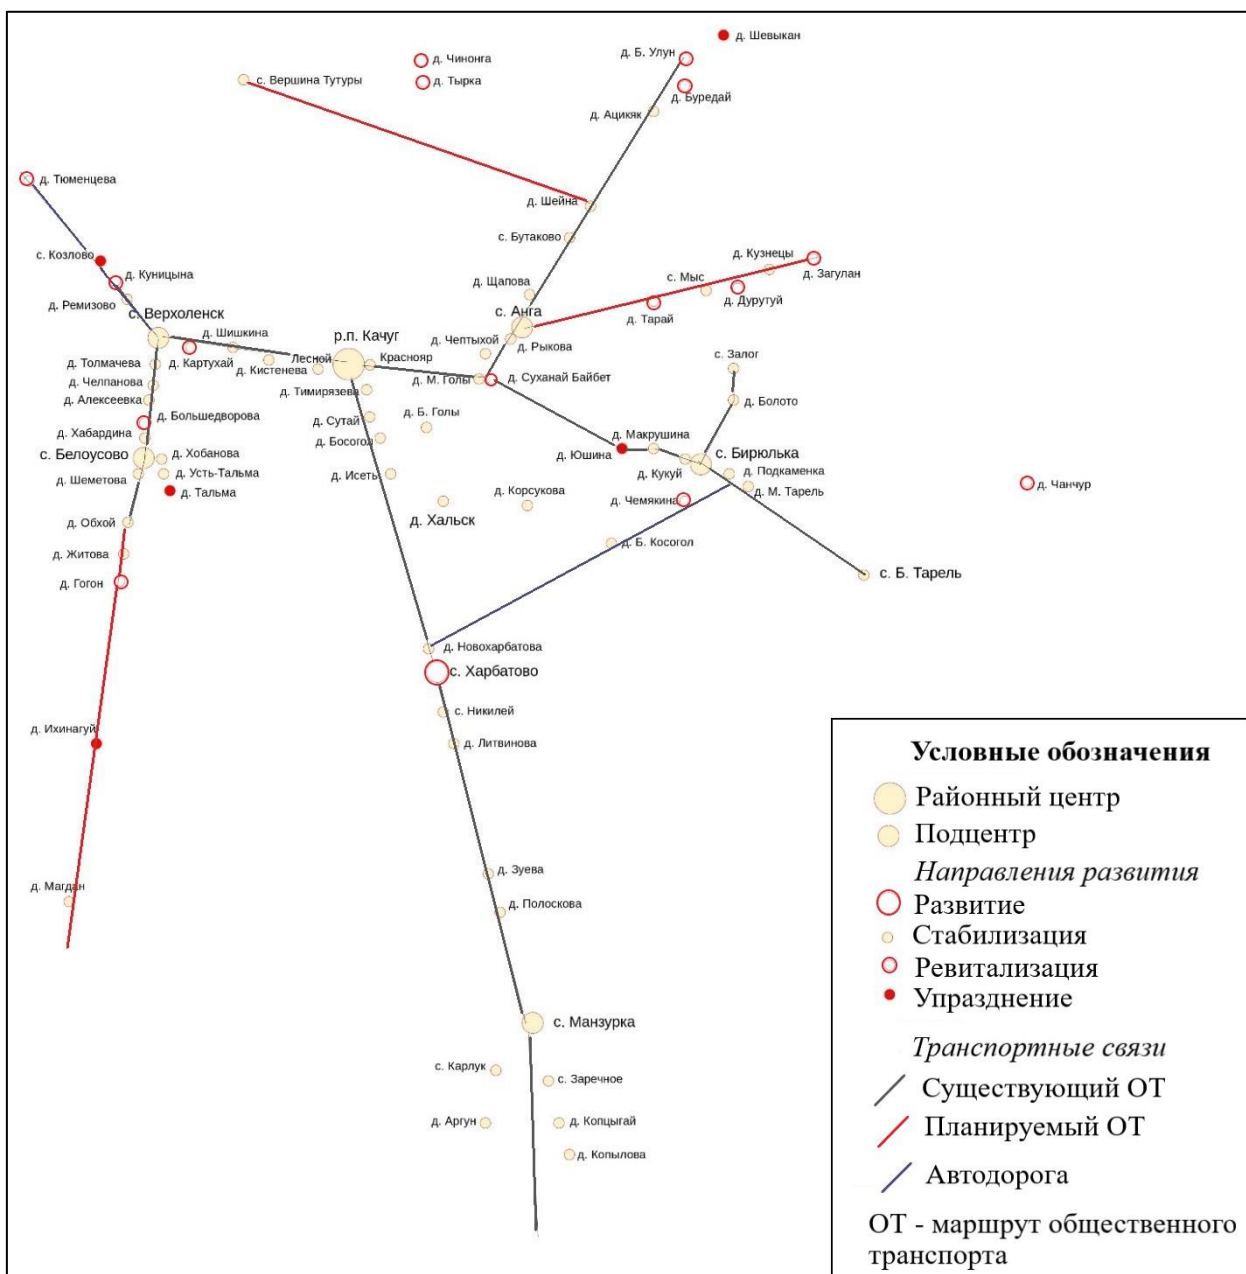 д. Шевыкан
д. Б. Улун
д. Чинонга
с. Вершина Тутуры
д. Тырка
д. Буредай
д. Ацикяк
д. Тюменцева
д. Шейна
с. Бутаково
с. Козлово
д. Кузнецы
д. Куницына
д. Загулан
с. Мыс
д. Щапова
д. Дурутуй
д. Ремизово
с. Верхоленск
с. Анга
д. Тарай
д. Шишкина
р.п. Качуг
д. Чептыхой
д. Рыкова
с. Залог
д. Толмачева
д. Картухай
Лесной
Краснояр
д. Кистенева
д. М. Голы
д. Суханай Байбет
д. Челпанова
д. Тимирязева
д. Алексеевка
д. Болото
д. Большедворова
д. Сутай
д. Б. Голы
д. Хабардина
д. Босогол
д. Макрушина
с. Белоусово
д. Хобанова
д. Юшина
с. Бирюлька
д. Шеметова
д. Усть-Тальма
д. Исеть
д. Кукуй
д. Подкаменка
д. Тальма
д. Корсукова
д. Чемякина
д. М. Тарель
д. Чанчур
д. Обхой
д. Хальск
д. Житова
д. Б. Косогол
с. Б. Тарель
д. Гогон
д. Новохарбатова
с. Харбатово
с. Никилей
д. Ихинагуй
д. Литвинова
д. Зуева
д. Магдан
д. Полоскова
с. Манзурка
с. Карлук
с. Заречное
д. Аргун
д. Копцыгай
д. Копылова
Условные обозначения
Районный центр
Подцентр
Направления развития
Развитие
Стабилизация
Ревитализация
Упразднение
Транспортные связи
Существующий ОТ
Планируемый ОТ
Автодорога
ОТ - маршрут общественного
транспорта